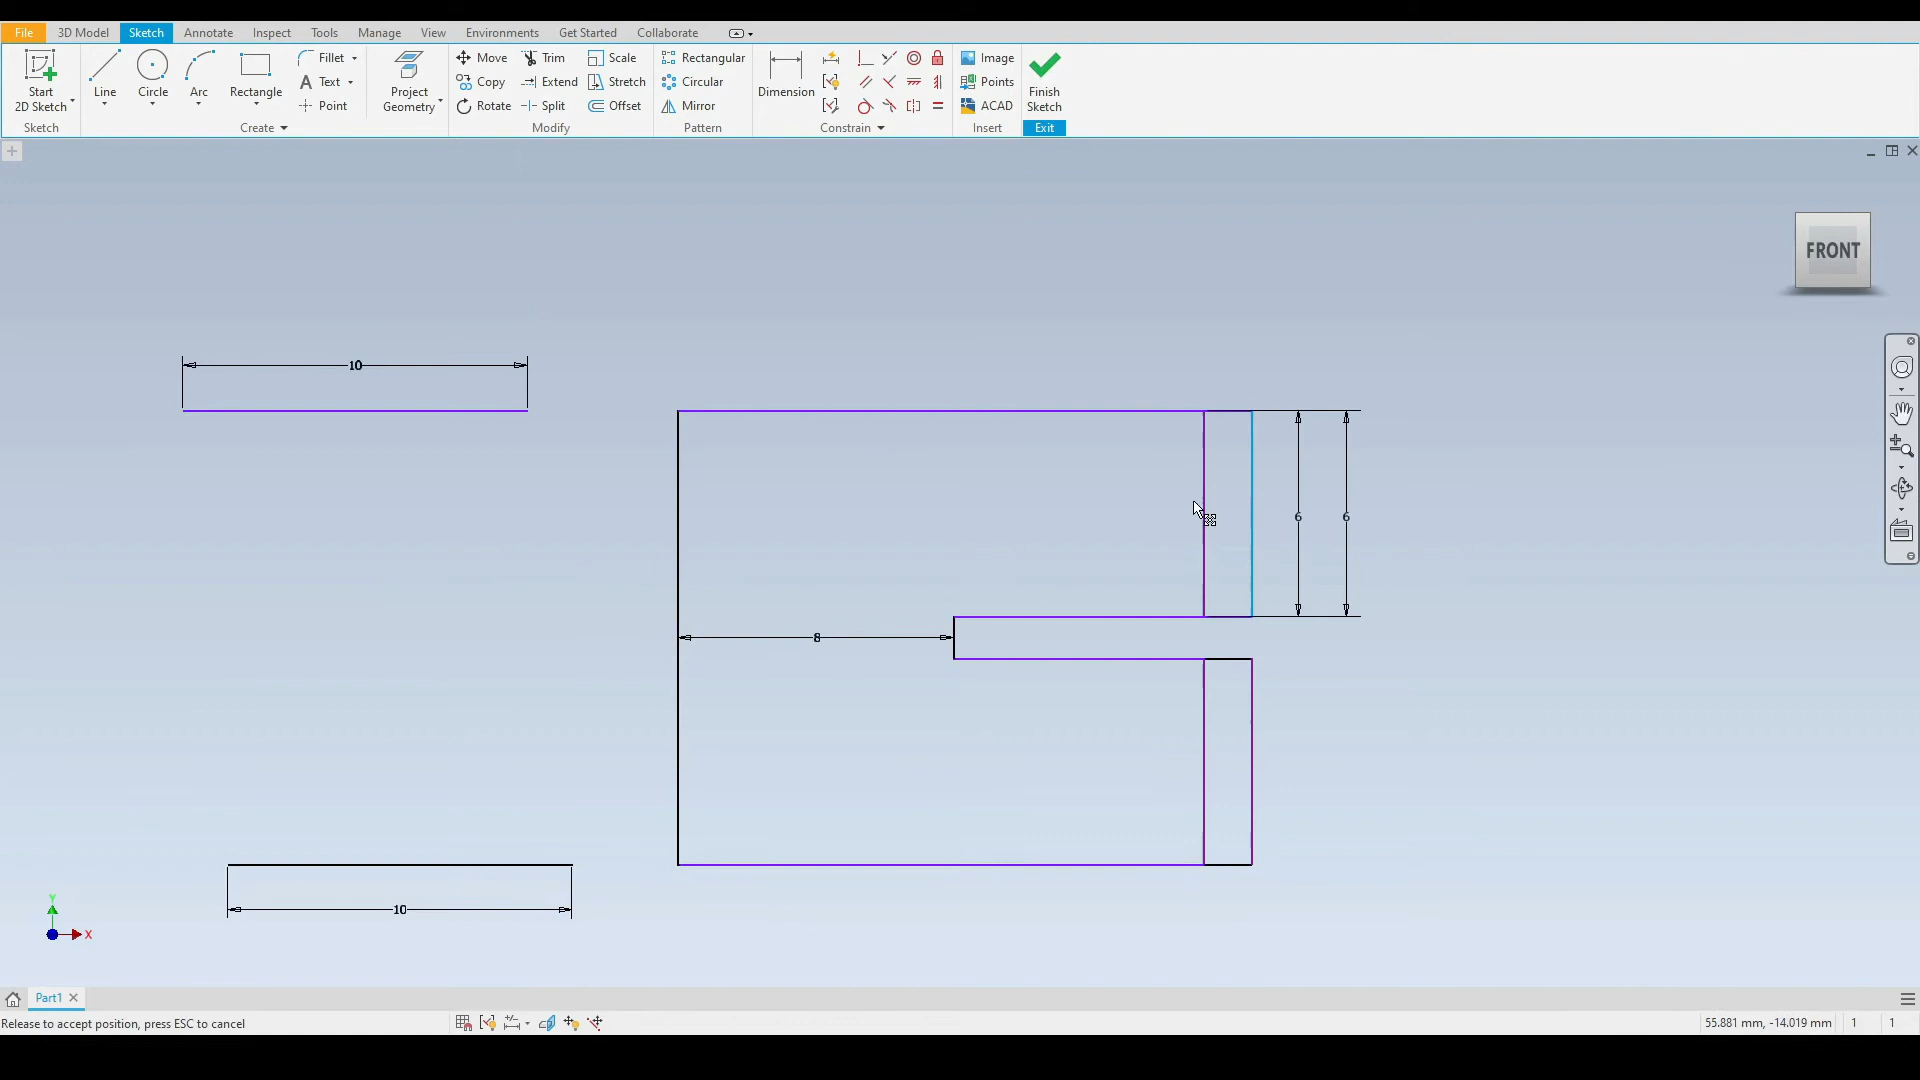 File 3D Model Sketch Annotate Inspect Tools Manage View Environments Get Started Collaborate
Start
2D Sketch
Line
Circle
Arc
Rectangle
Fillet
Text
Point
Project
Geometry
Move
Copy
Rotate
Trim
Extend
Split
Scale
Stretch
Offset
Rectangular
Circular
Mirror
Dimension
Image
Points
ACAD
Finish
Sketch
Sketch Create Modify Pattern Constrain Insert Exit
FRONT
10
6 6
8
10
Y
X
Part1
Release to accept position, press ESC to cancel 55.881 mm, -14.019 mm 1 1